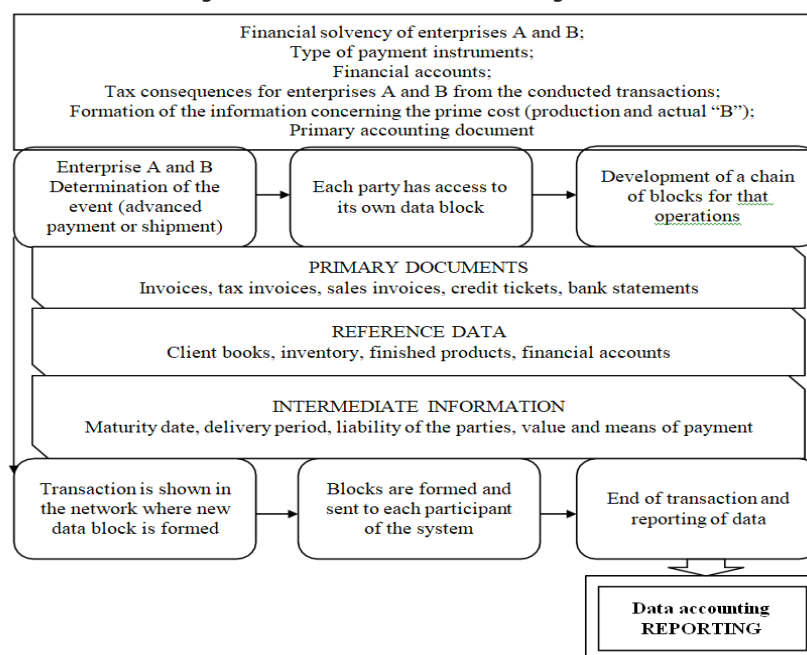 Financial solvency of enterprises A and B;
Type of payment instruments;
Financial accounts;
Tax consequences for enterprises A and B from the conducted transactions;
Formation of the information concerning the prime cost (production and actual “B”);
Primary accounting document
Enterprise A and B
Determination of the
event (advanced
payment or shipment)
Each party has access to
its own data block
Development of a chain
of blocks for that
operations
PRIMARY DOCUMENTS
Invoices, tax invoices, sales invoices, credit tickets, bank statements
REFERENCE DATA
Client books, inventory, finished products, financial accounts
INTERMEDIATE INFORMATION
Maturity date, delivery period, liability of the parties, value and means of payment
Transaction is shown in
the network where new
data block is formed
Blocks are formed and
sent to each participant
of the system
End of transaction and
reporting of data
Data accounting
REPORTING